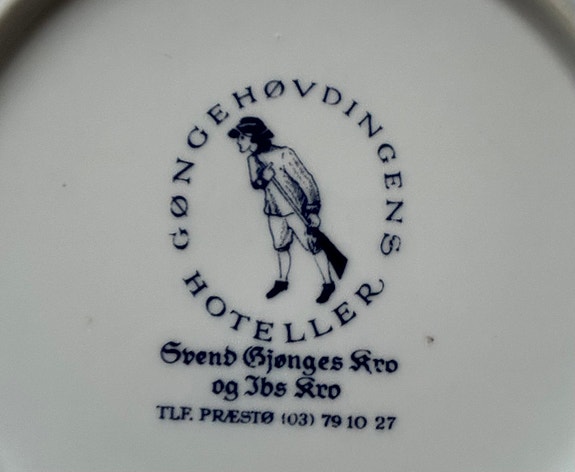 GØNGEHØVDINGENS
HOTELLER
Svend Gjønges Kro
og Ibs Kro
TLF. PRÆSTØ (03) 79 10 27